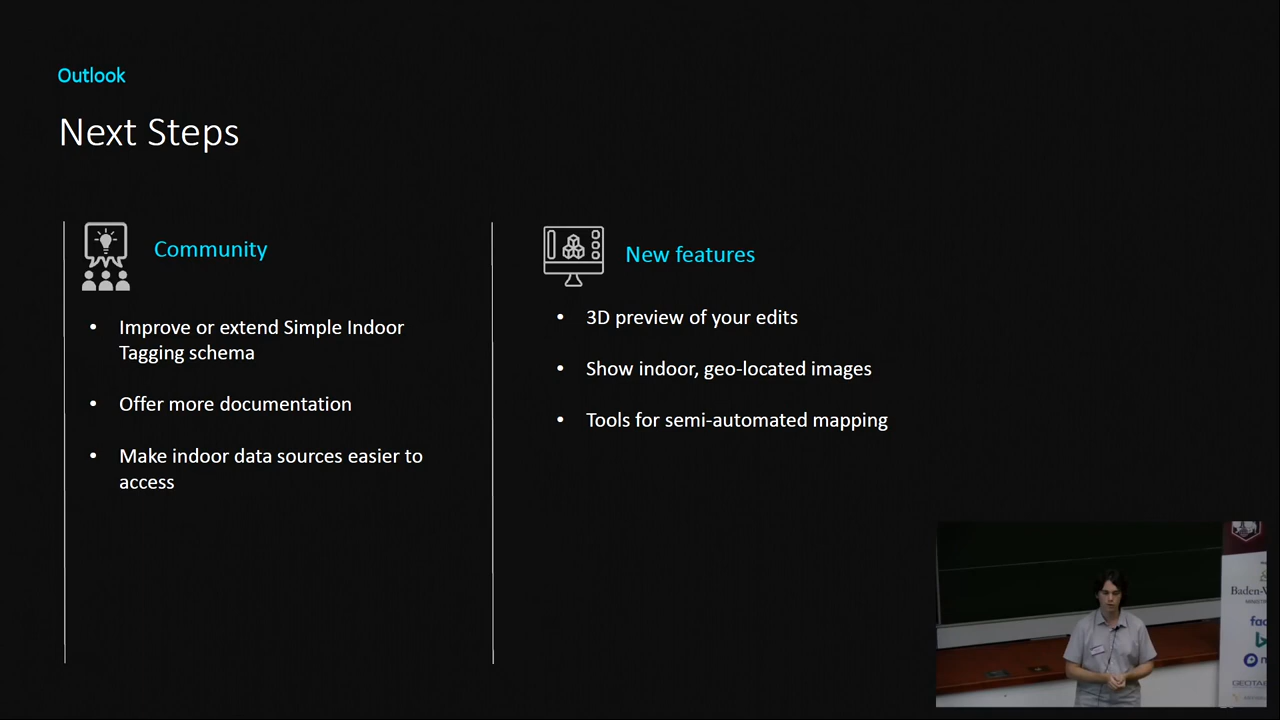 Outlook
Next Steps
Community
Improve or extend Simple Indoor
Tagging schema
Offer more documentation
Make indoor data sources easier to
access
New features
3D preview of your edits
Show indoor, geo-located images
Tools for semi-automated mapping